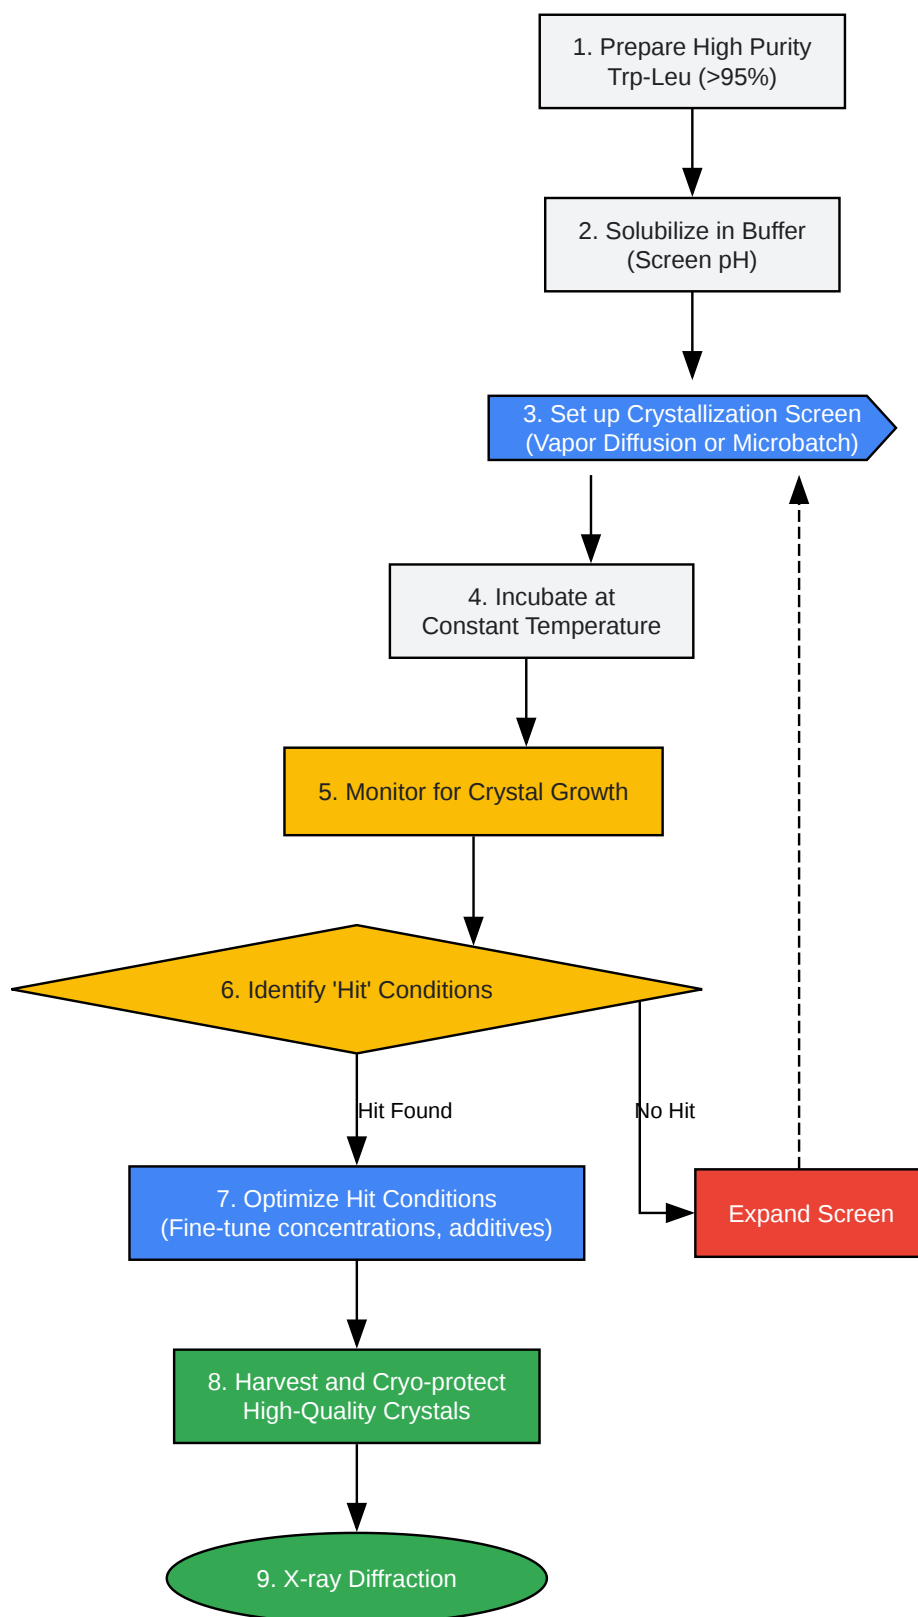 1. Prepare High Purity
Trp-Leu (>95%)
2. Solubilize in Buffer
(Screen pH)
3. Set up Crystallization Screen
(Vapor Diffusion or Microbatch)
4. Incubate at
Constant Temperature
5. Monitor for Crystal Growth
6. Identify 'Hit' Conditions
Hit Found
No Hit
7. Optimize Hit Conditions
(Fine-tune concentrations, additives)
Expand Screen
8. Harvest and Cryo-protect
High-Quality Crystals
9. X-ray Diffraction